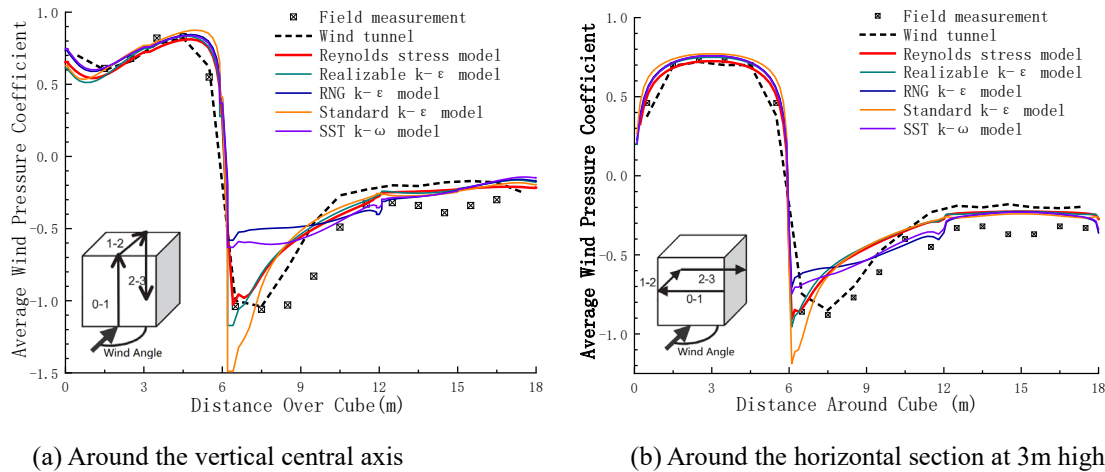 1.0
0.5
0.0
-0.5
-1.0
-1.5
Average Wind Pressure Coefficient
Field measurement
Wind tunnel
Reynolds stress model
Realizable k-ε model
RNG k-ε model
Standard k-ε model
SST k-ω model
1-2
2-3
0-1
Wind Angle
0 3 6 9 12 15 18
Distance Over Cube(m)
(a) Around the vertical central axis
1.0
0.5
0.0
-0.5
-1.0
Average Wind Pressure Coefficient
Field measurement
Wind tunnel
Reynolds stress model
Realizable k-ε model
RNG k-ε model
Standard k-ε model
SST k-ω model
1-2
2-3
0-1
Wind Angle
0 3 6 9 12 15 18
Distance Around Cube (m)
(b) Around the horizontal section at 3m high